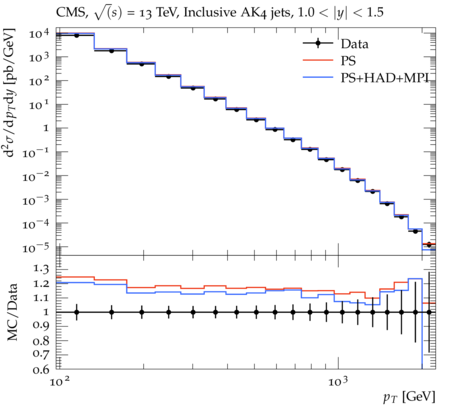 CMS, √(s) = 13 TeV, Inclusive AK4 jets, 1.0 < |y| < 1.5
d²σ/dp_T dy [pb/GeV]
10⁴
10³
10²
10¹
1
10⁻¹
10⁻²
10⁻³
10⁻⁴
10⁻⁵
Data
PS
PS+HAD+MPI
MC/Data
1.3
1.2
1.1
1
0.9
0.8
0.7
0.6
10²
10³
p_T [GeV]